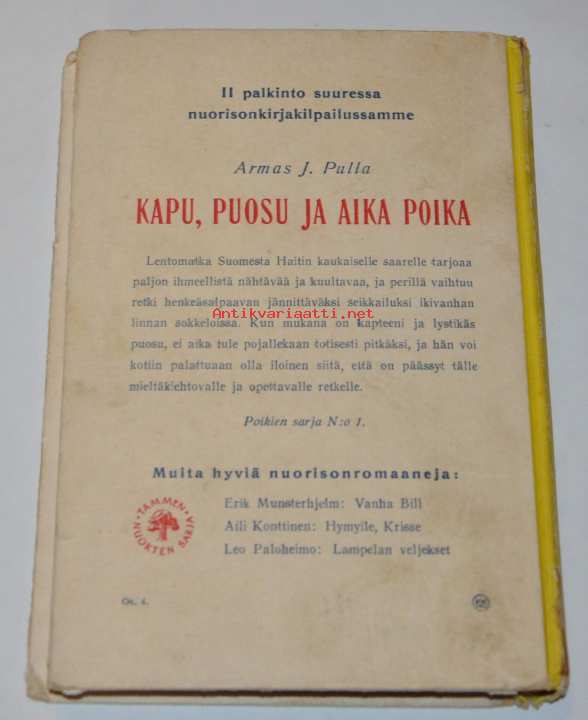 II palkinto suuressa
nuorisonkirjakilpailussamme
Armas J. Pulla
KAPU, PUOSU JA AIKA POIKA
Lentomatka Suomesta Haitin kaukaiselle saarelle tarjoaa
paljon ihmeellistä nähtävää ja kuultavaa, ja perillä vaihtuu
retki henkeäsalpaavan jännittäväksi seikkailuksi ikivanhan
Antikvariaatti.net
linnan sokkeloissa. Kun mukana on kapteeni ja lystikäs
puosu, ei aika tule pojallekaan totisesti pitkäksi, ja hän voi
kotiin palattuaan olla iloinen siitä, että on päässyt tälle
mieltäkiehtovalle ja opettavalle retkelle.
Poikien sarja N:o 1.
Muita hyviä nuorisonromaaneja:
TAMMEN NUORTEN SARJA
Erik Munsterhjelm: Vanha Bill
Aili Konttinen: Hymyile, Krisse
Leo Paloheimo: Lampelan veljekset